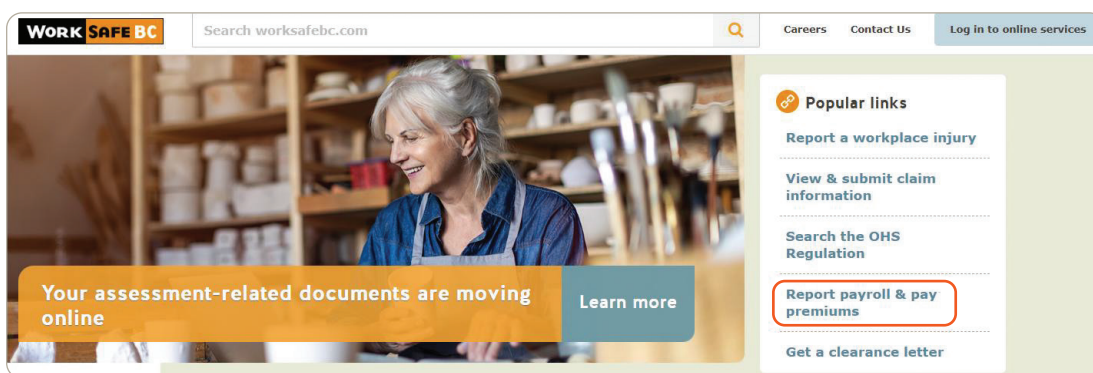 WORK SAFE BC
Search worksafebc.com
Careers
Contact Us
Log in to online services
Your assessment-related documents are moving
online
Learn more
Popular links
Report a workplace injury
View & submit claim
information
Search the OHS
Regulation
Report payroll & pay
premiums
Get a clearance letter